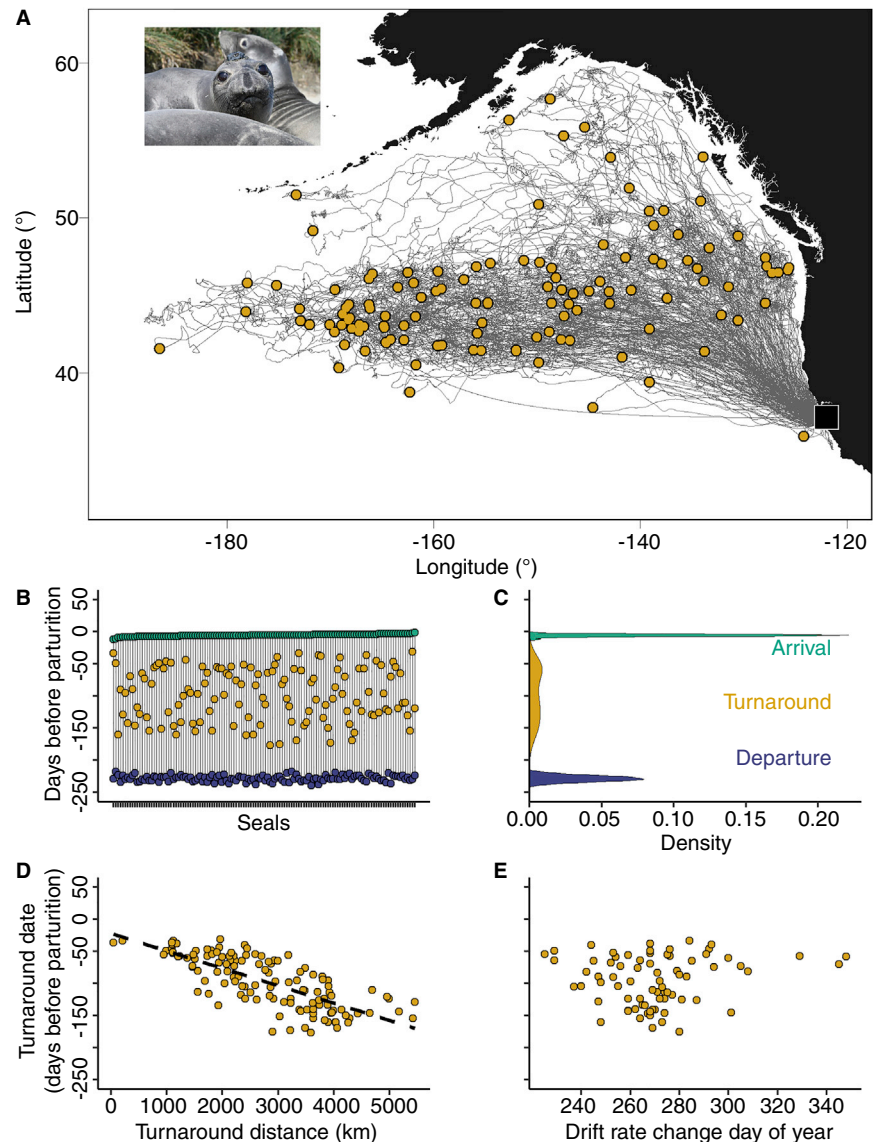 A
60
50
40
Latitude (°)
-180
-160
-140
-120
Longitude (°)
B
50
0
-50
-150
-250
Days before parturition
Seals
C
Arrival
Turnaround
Departure
0.00
0.05
0.10
0.15
0.20
Density
D
50
0
-50
-150
-250
Turnaround date
(days before parturition)
0
1000
2000
3000
4000
5000
Turnaround distance (km)
E
240
260
280
300
320
340
Drift rate change day of year